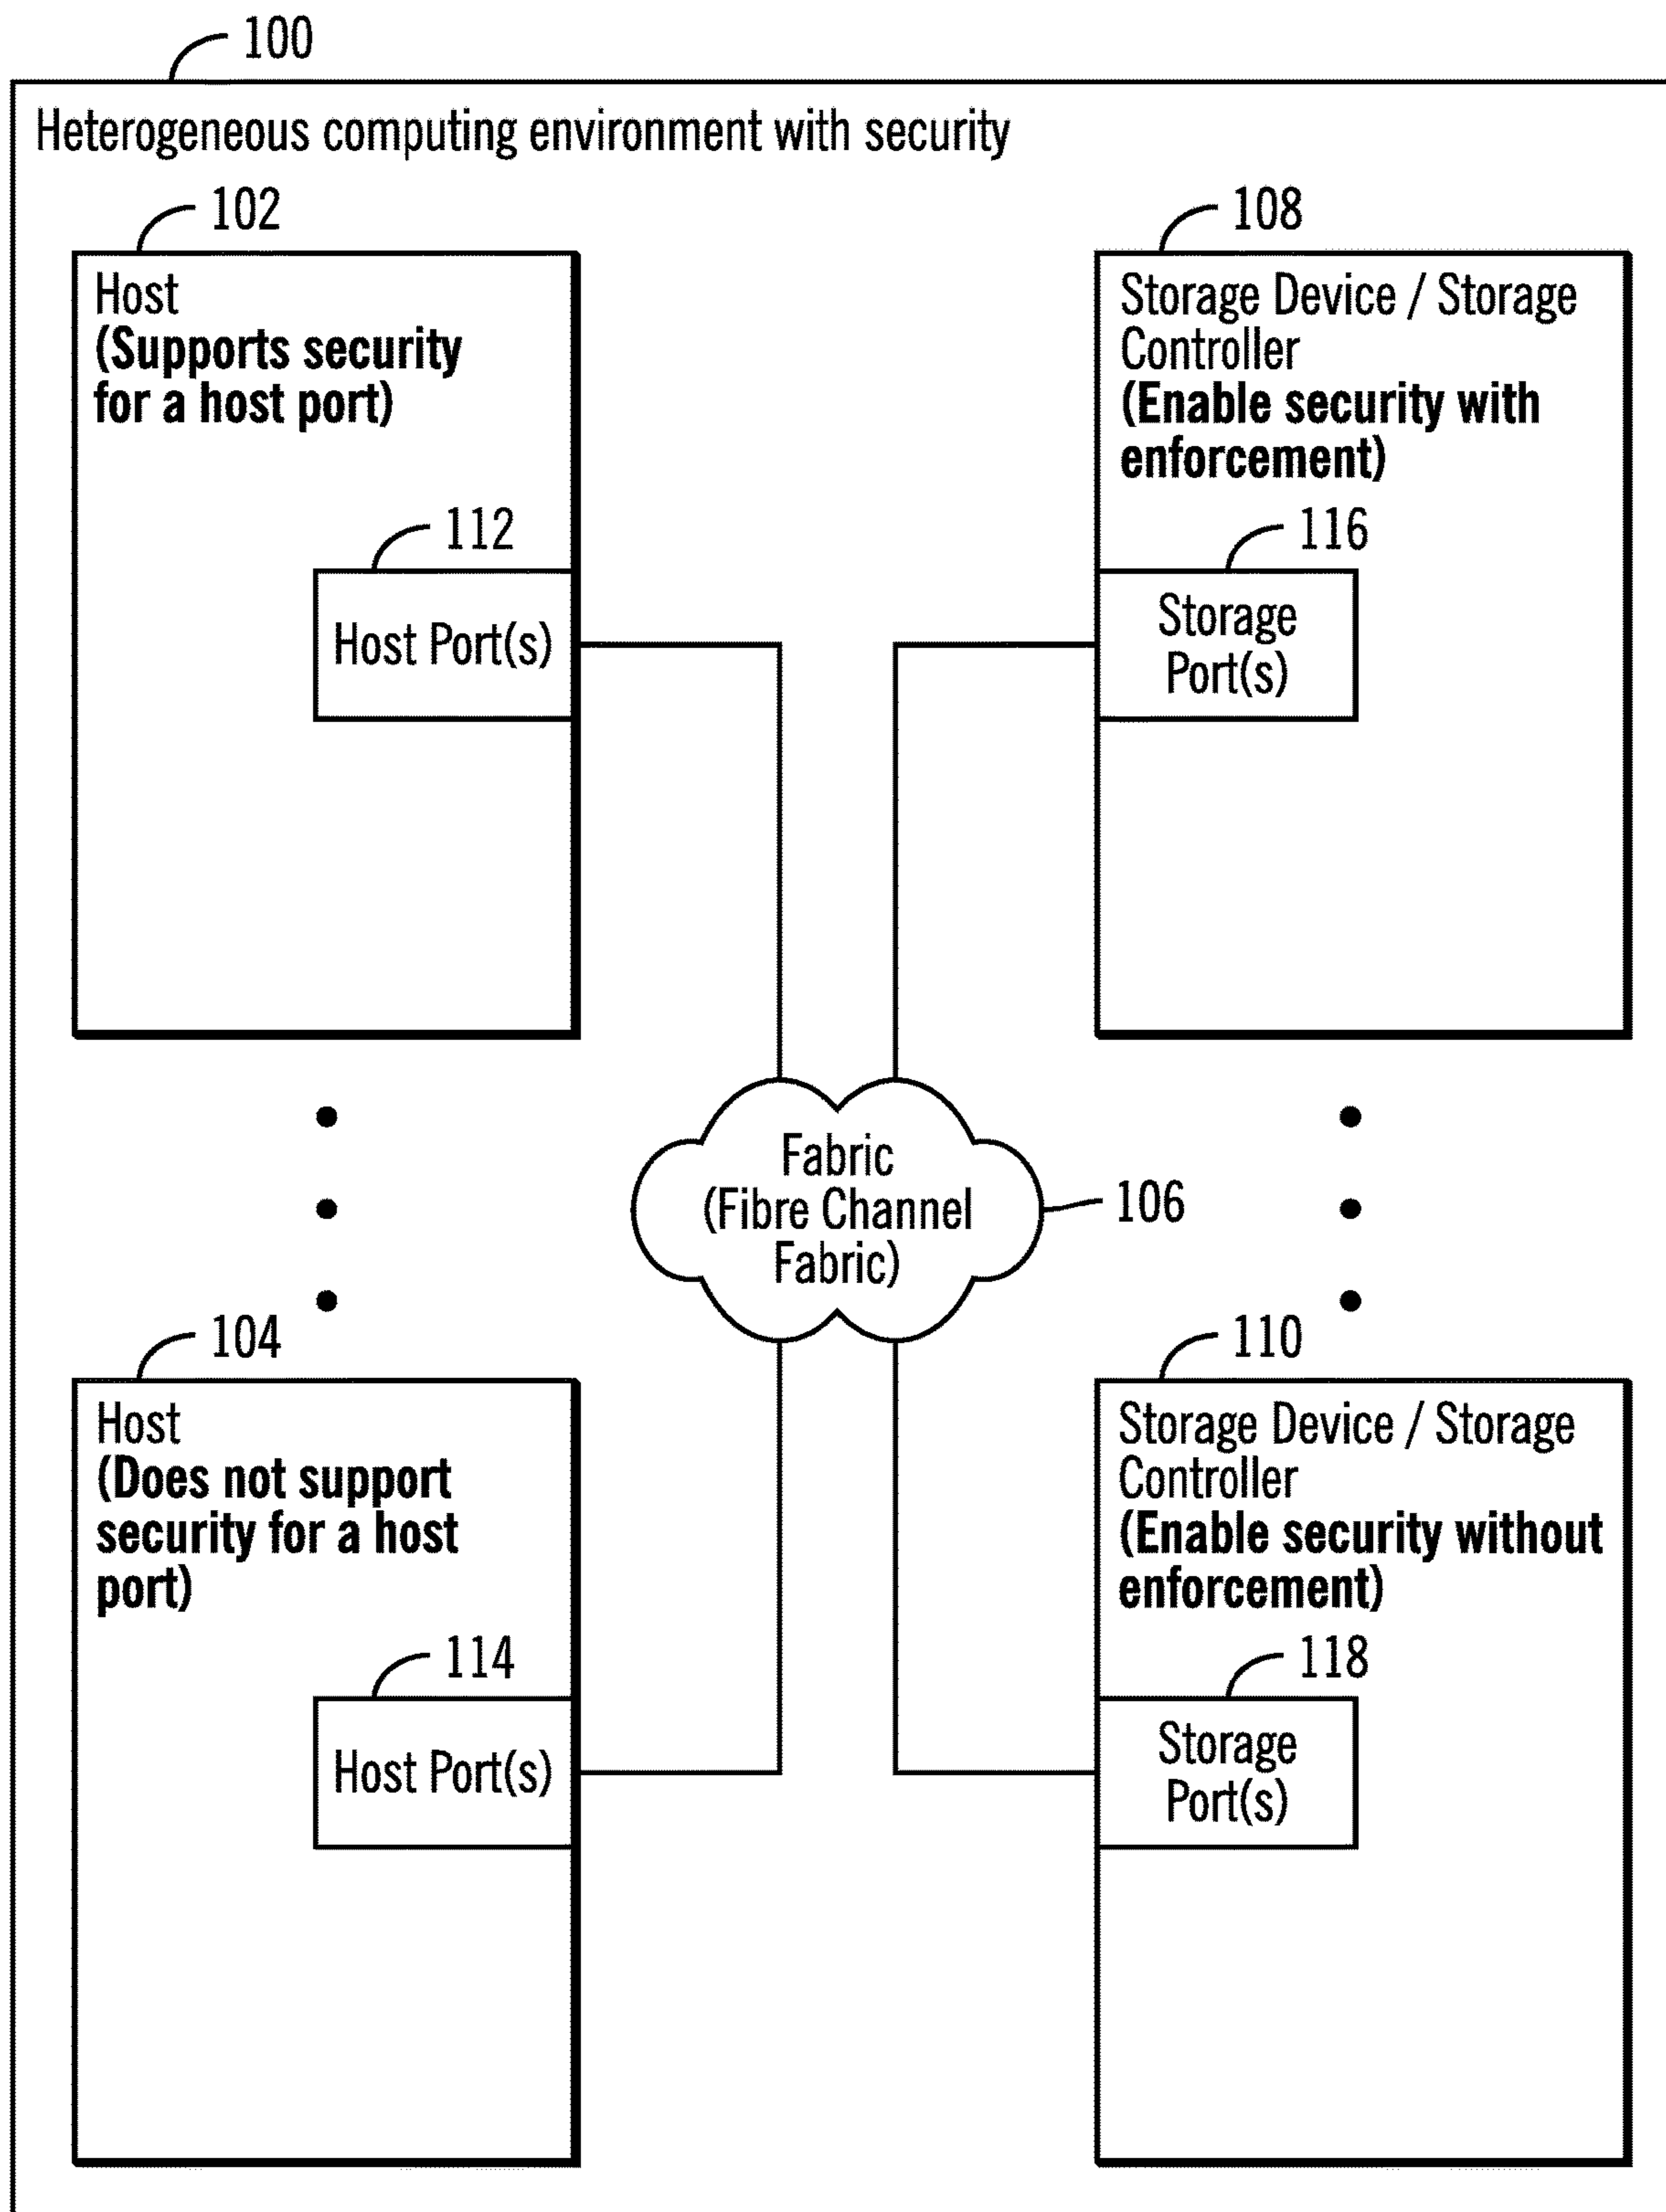 100
Heterogeneous computing environment with security
102
Host
(Supports security
for a host port)
112
Host Port(s)
108
Storage Device / Storage
Controller
(Enable security with
enforcement)
116
Storage
Port(s)
Fabric
(Fibre Channel
Fabric)
106
104
Host
(Does not support
security for a host
port)
114
Host Port(s)
110
Storage Device / Storage
Controller
(Enable security without
enforcement)
118
Storage
Port(s)